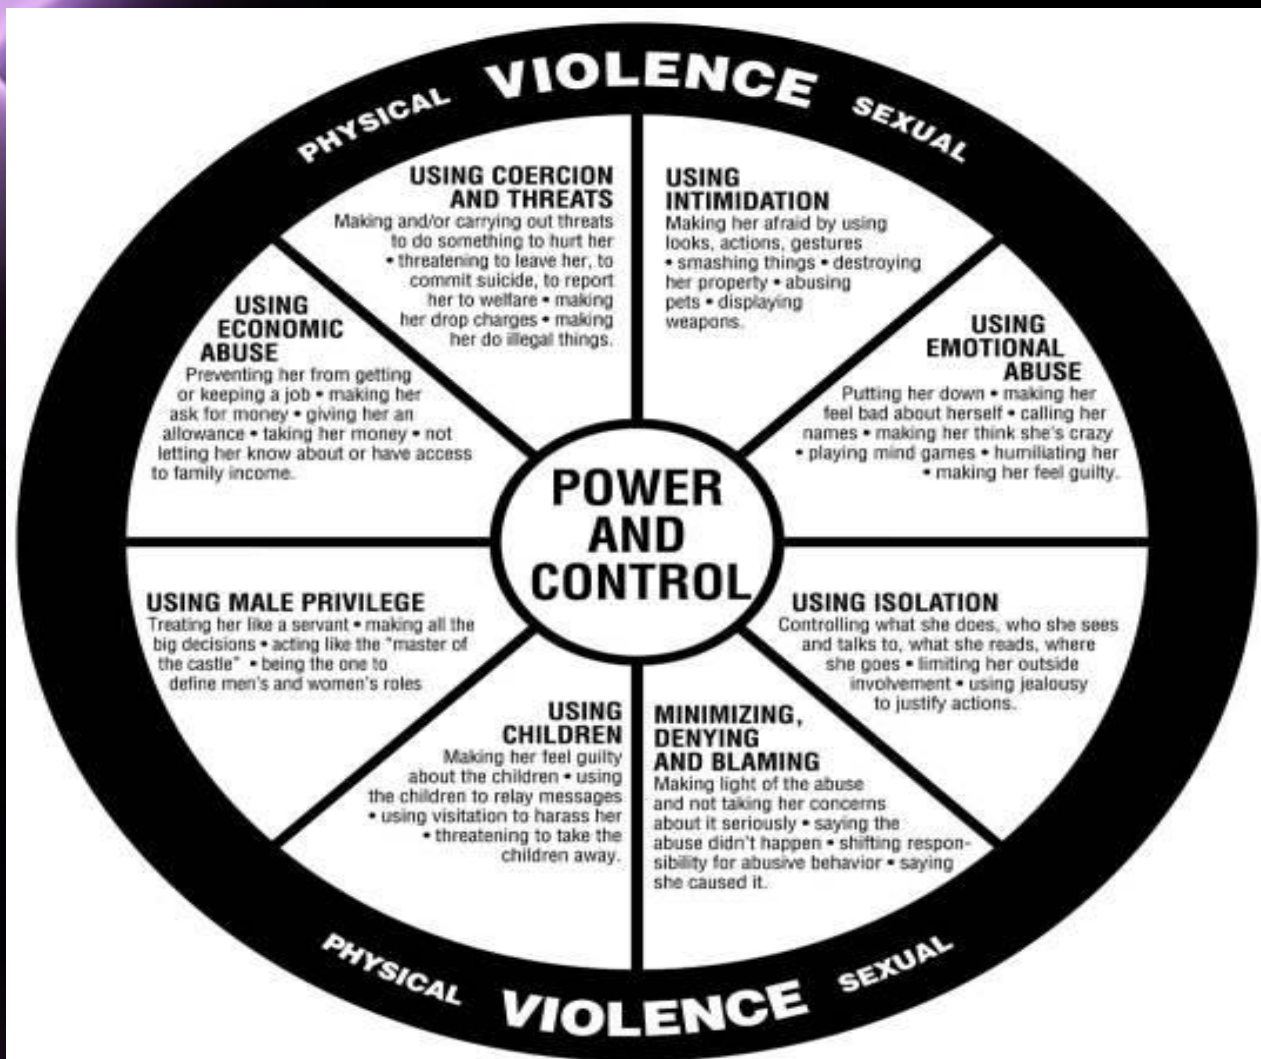 PHYSICAL VIOLENCE SEXUAL
USING COERCION
AND THREATS
Making and/or carrying out threats
to do something to hurt her
• threatening to leave her, to
commit suicide, to report
her to welfare • making
her drop charges • making
her do illegal things.
USING
INTIMIDATION
Making her afraid by using
looks, actions, gestures
• smashing things • destroying
her property • abusing
pets • displaying
weapons.
USING
EMOTIONAL
ABUSE
Putting her down • making her
feel bad about herself • calling her
names • making her think she's crazy
• playing mind games • humiliating her
• making her feel guilty.
USING ISOLATION
Controlling what she does, who she sees
and talks to, what she reads, where
she goes • limiting her outside
involvement • using jealousy
to justify actions.
MINIMIZING,
DENYING
AND BLAMING
Making light of the abuse
and not taking her concerns
about it seriously • saying the
abuse didn't happen • shifting respon-
sibility for abusive behavior • saying
she caused it.
USING
CHILDREN
Making her feel guilty
about the children • using
the children to relay messages
• using visitation to harass her
• threatening to take the
children away.
USING MALE PRIVILEGE
Treating her like a servant • making all the
big decisions • acting like the "master of
the castle" • being the one to
define men's and women's roles
USING
ECONOMIC
ABUSE
Preventing her from getting
or keeping a job • making her
ask for money • giving her an
allowance • taking her money • not
letting her know about or have access
to family income.
POWER
AND
CONTROL
PHYSICAL VIOLENCE SEXUAL